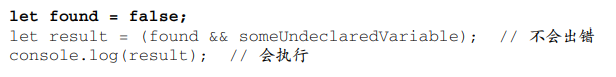 let found = false;
let result = (found && someUndeclaredVariable);  // 不会出错
console.log(result);  // 会执行